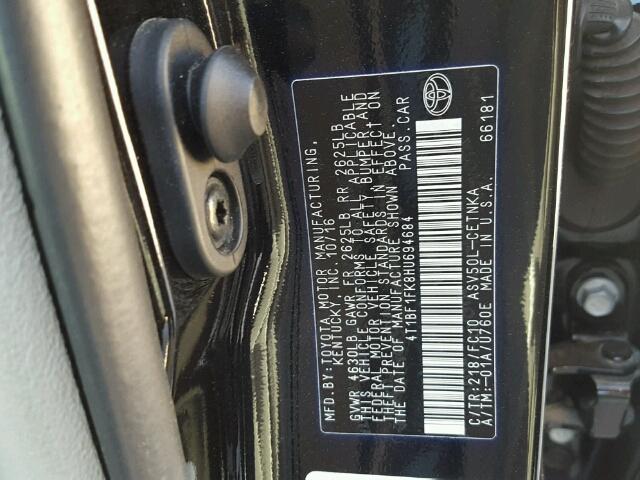 MFD.BY:TOYOTA MOTOR MANUFACTURING,
KENTUCKY, INC. 10/16
GVWR 4630LB GAWR FR 2625LB RR 2625LB
THIS VEHICLE CONFORMS TO ALL APPLICABLE
FEDERAL MOTOR VEHICLE SAFETY, BUMPER AND
THEFT PREVENTION STANDARDS IN EFFECT ON
THE DATE OF MANUFACTURE SHOWN ABOVE.
4T1BF1FK8HU694684 PASS.CAR
C/TR:218/FC10 ASV50L-CETNKA
A/TM:-01A/U760E MADE IN U.S.A. 66181